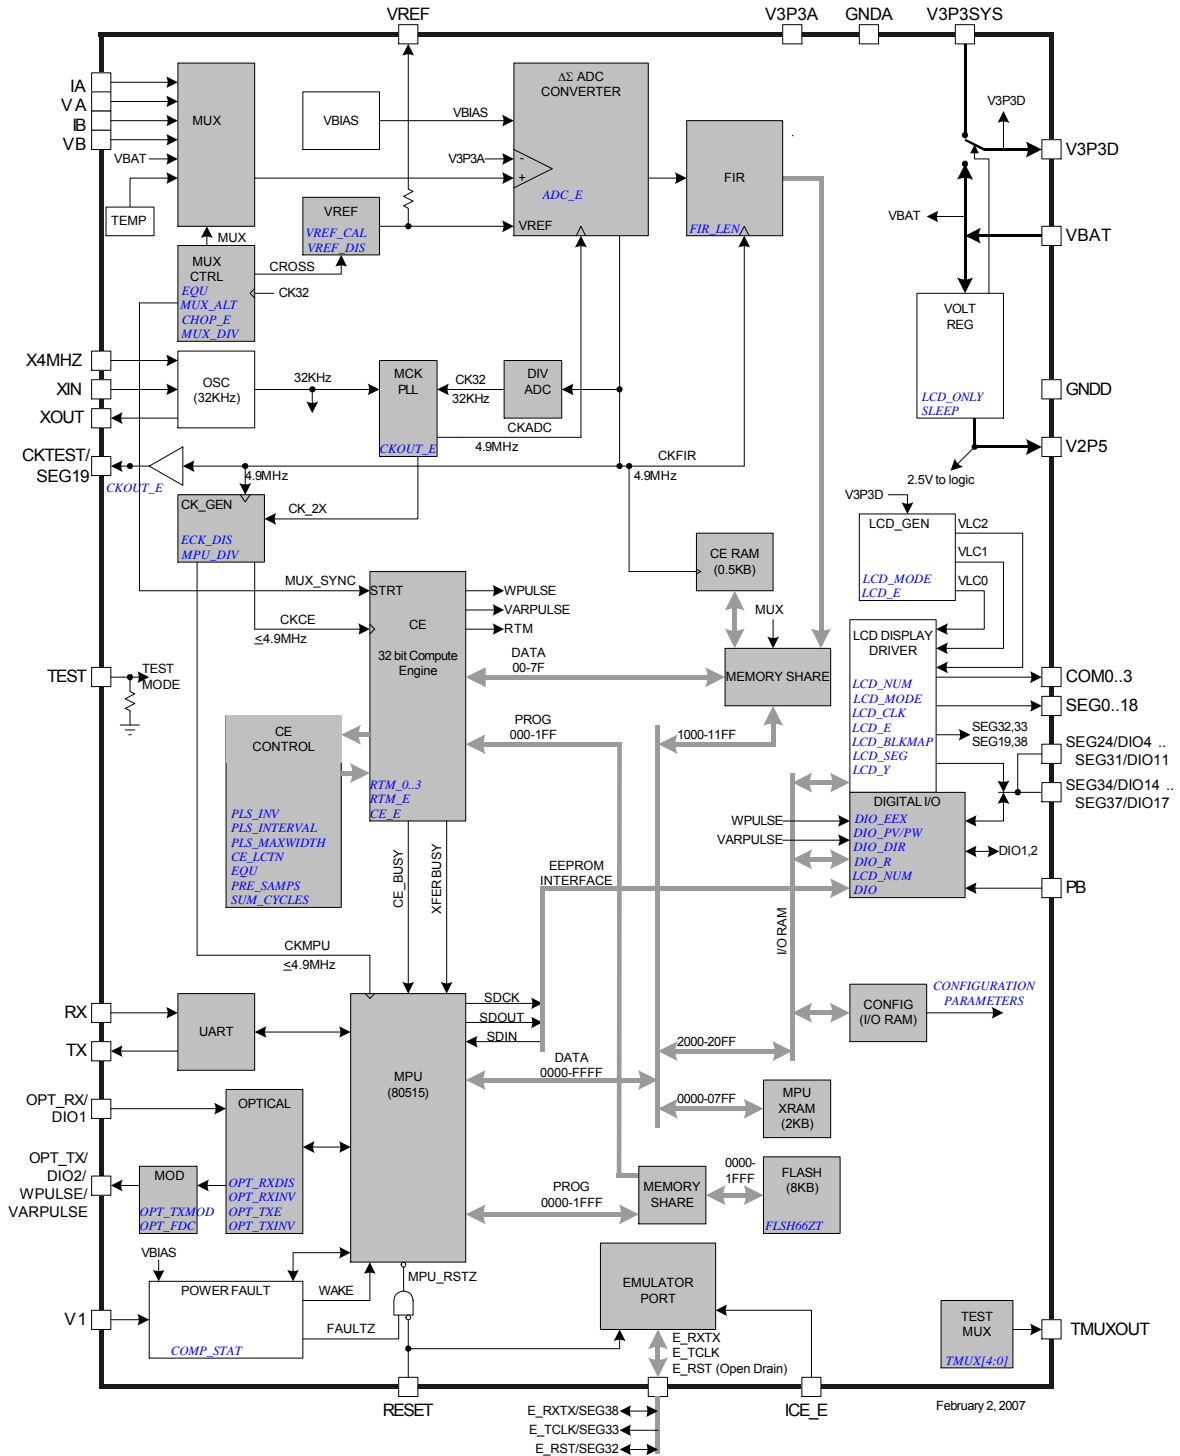 VREF
V3P3A
GNDA
V3P3SYS
IA
VA
IB
VB
VBAT
TEMP
MUX
VBIAS
VBIAS
ΔΣ ADC
CONVERTER
V3P3A
-
+
ADC_E
VREF
VREF
VREF_CAL
VREF_DIS
FIR
FIR_LEN
V3P3D
V3P3D
VBAT
VBAT
MUX
MUX
CTRL
EQU
MUX_ALT
CHOP_E
MUX_DIV
CROSS
CK32
VOLT
REG
LCD_ONLY
SLEEP
GNDD
V2P5
2.5V to logic
X4MHZ
XIN
XOUT
OSC
(32KHz)
32KHz
MCK
PLL
CKOUT_E
CK32
32KHz
DIV
ADC
CKADC
4.9MHz
CKTEST/
SEG19
CKOUT_E
4.9MHz
CKFIR
4.9MHz
CK_GEN
ECK_DIS
MPU_DIV
CK_2X
V3P3D
LCD_GEN
LCD_MODE
LCD_E
VLC2
VLC1
VLC0
CE RAM
(0.5KB)
MUX_SYNC
CKCE
≤4.9MHz
STRT
CE
32 bit Compute
Engine
RTM_0..3
RTM_E
CE_E
WPULSE
VARPULSE
RTM
DATA
00-7F
MUX
MEMORY SHARE
PROG
000-1FF
1000-11FF
LCD DISPLAY
DRIVER
LCD_NUM
LCD_MODE
LCD_CLK
LCD_E
LCD_BLKMAP
LCD_SEG
LCD_Y
COM0..3
SEG0..18
SEG32,33
SEG19,38
SEG24/DIO4 ..
SEG31/DIO11
SEG34/DIO14 ..
SEG37/DIO17
TEST
TEST
MODE
CE
CONTROL
PLS_INV
PLS_INTERVAL
PLS_MAXWIDTH
CE_LCTN
EQU
PRE_SAMPS
SUM_CYCLES
DIGITAL I/O
DIO_EEX
DIO_PV/PW
DIO_DIR
DIO_R
LCD_NUM
DIO
WPULSE
VARPULSE
DIO1,2
PB
CE_BUSY
XFER BUSY
EEPROM
INTERFACE
I/O RAM
CKMPU
≤4.9MHz
RX
TX
UART
MPU
(80515)
SDCK
SDOUT
SDIN
DATA
0000-FFFF
2000-20FF
CONFIG
(I/O RAM)
CONFIGURATION
PARAMETERS
0000-07FF
MPU
XRAM
(2KB)
OPT_RX/
DIO1
OPTICAL
OPT_RXDIS
OPT_RXINV
OPT_TXE
OPT_TXINV
OPT_TX/
DIO2/
WPULSE/
VARPULSE
MOD
OPT_TXMOD
OPT_FDC
PROG
0000-1FFF
MEMORY
SHARE
0000-
1FFF
FLASH
(8KB)
FLSH66ZT
VBIAS
V1
POWER FAULT
COMP_STAT
WAKE
FAULTZ
MPU_RSTZ
EMULATOR
PORT
E_RXTX
E_TCLK
E_RST (Open Drain)
TEST
MUX
TMUX[4:0]
TMUXOUT
RESET
ICE_E
February 2, 2007
E_RXTX/SEG38
E_TCLK/SEG33
E_RST/SEG32